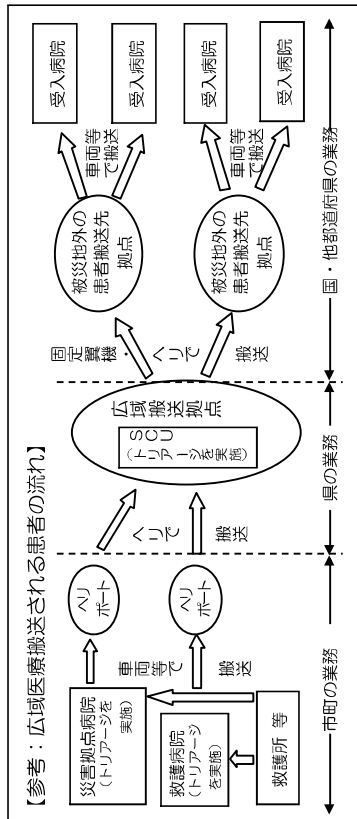 【参考：広域医療搬送される患者の流れ】
災害拠点病院
（トリアージを
実施）
救護病院
（トリアージ
を実施）
救護所 等
車両等で
搬送
ヘリ
ポート
ヘリ
ポート
ヘリで
搬送
広域搬送拠点
SCU
（トリアージを実施）
固定翼機・ヘリで
搬送
被災地外の
患者搬送先
拠点
被災地外の
患者搬送先
拠点
車両等
で搬送
車両等
で搬送
受入病院
受入病院
受入病院
受入病院
市町の業務
県の業務
国・他都道府県の業務